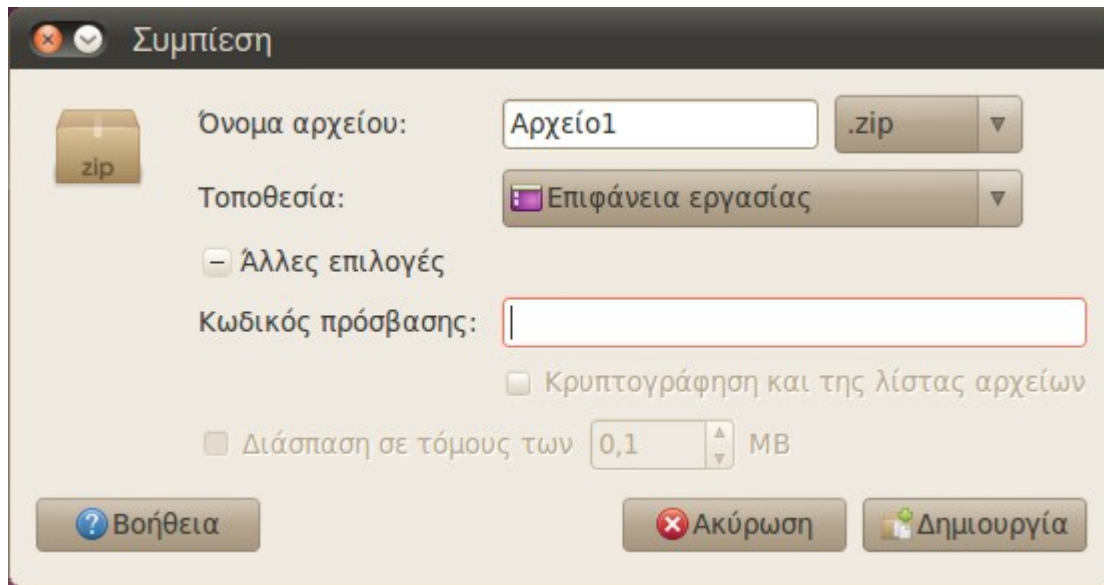 Συμπίεση
zip
Όνομα αρχείου: Αρχείο1 .zip
Τοποθεσία: Επιφάνεια εργασίας
Άλλες επιλογές
Κωδικός πρόσβασης:
Κρυπτογράφηση και της λίστας αρχείων
Διάσπαση σε τόμους των 0,1 MB
Βοήθεια Ακύρωση Δημιουργία